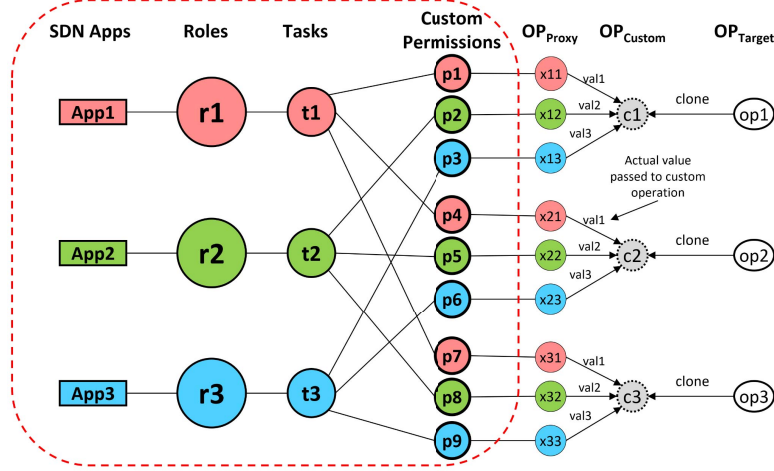 SDN Apps
Roles
Tasks
Custom
Permissions
OPProxy
OPCustom
OPTarget
App1
r1
t1
p1
p2
p3
x11
x12
x13
val1
val2
val3
c1
clone
op1
Actual value
passed to custom
operation
App2
r2
t2
p4
p5
p6
x21
x22
x23
val1
val2
val3
c2
clone
op2
App3
r3
t3
p7
p8
p9
x31
x32
x33
val1
val2
val3
c3
clone
op3